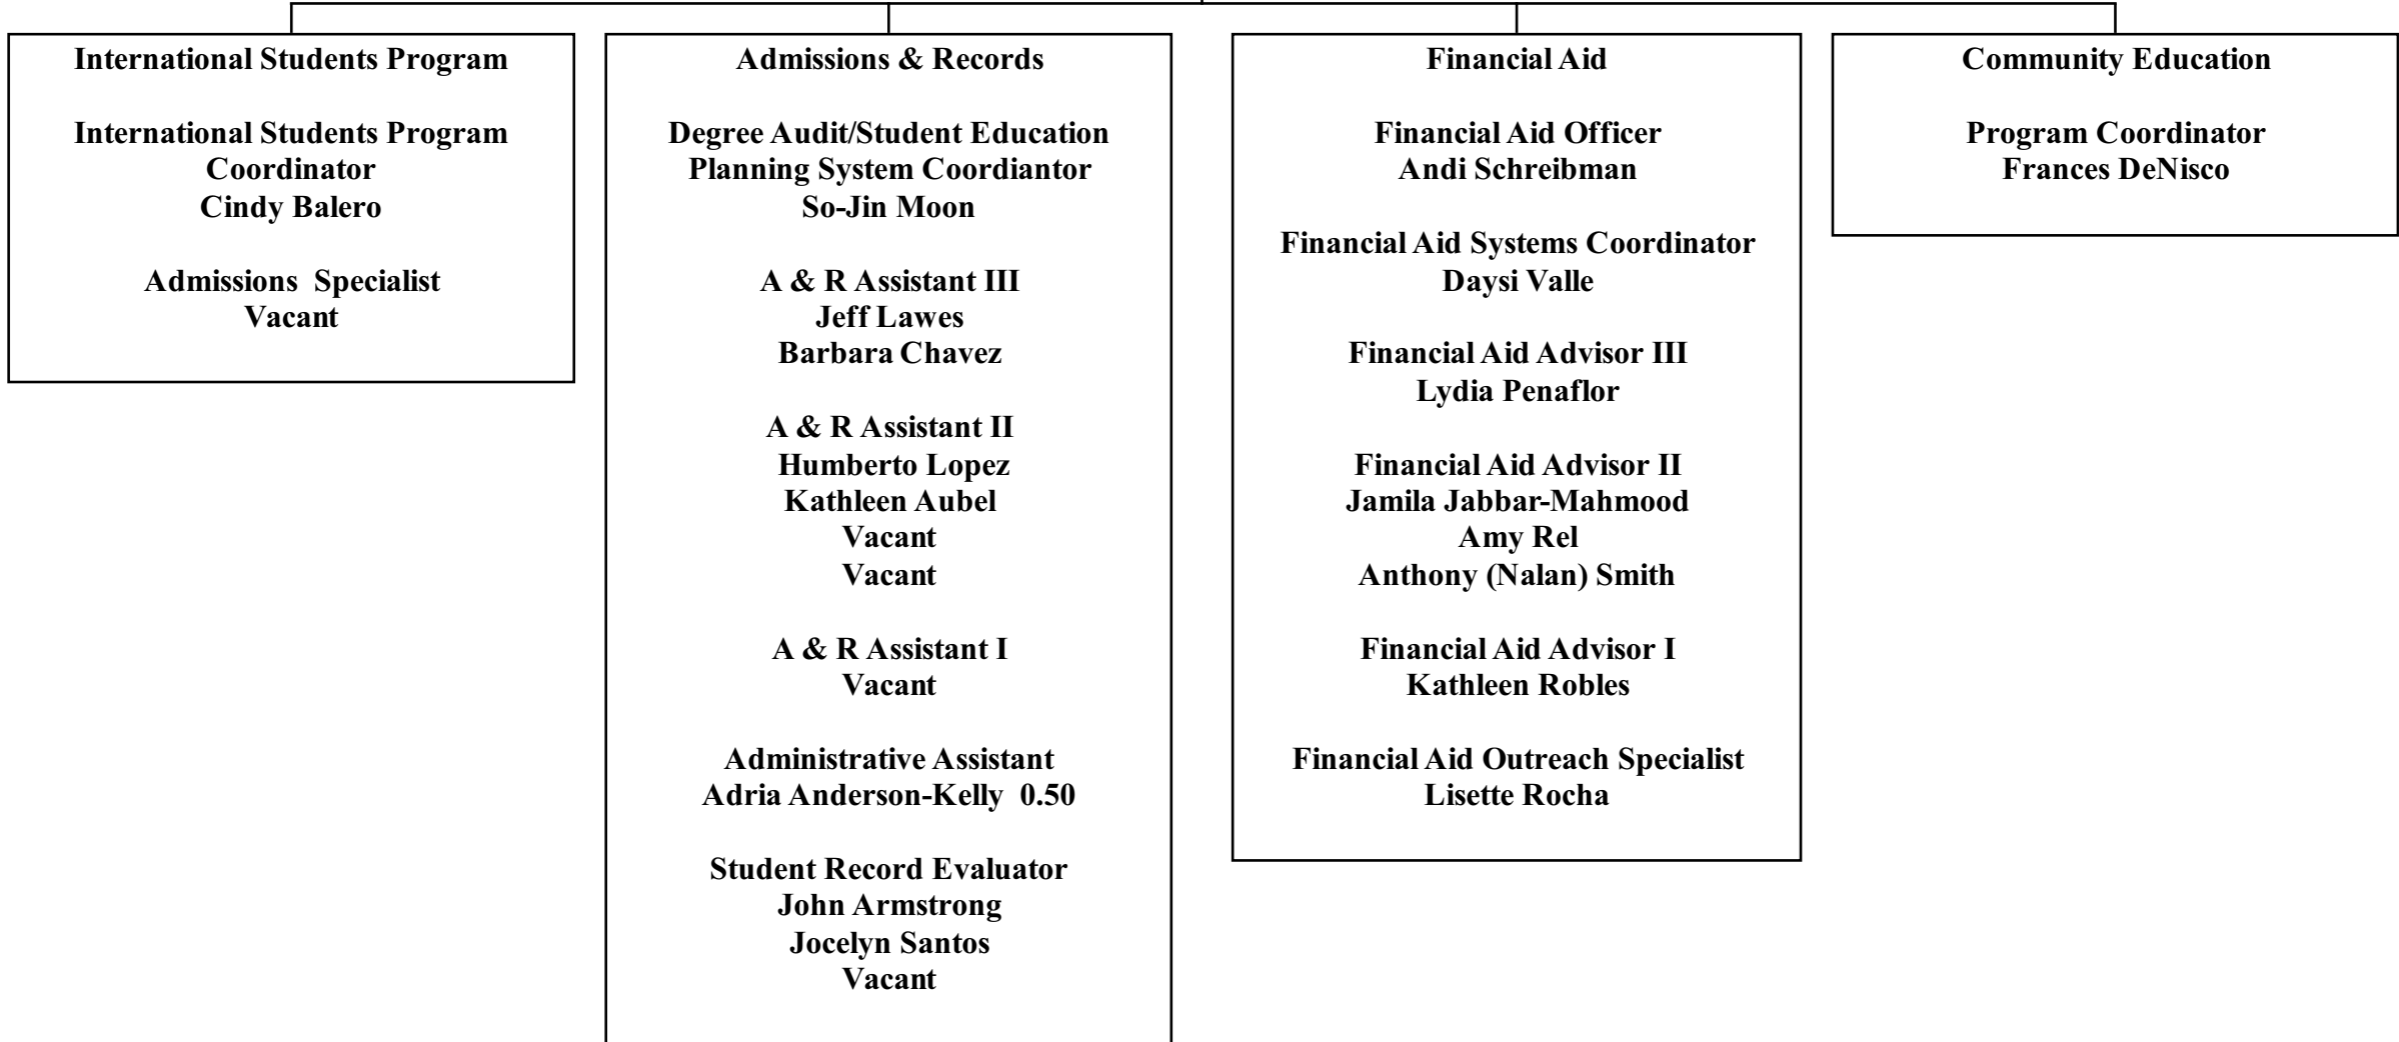 International Students Program
International Students Program
Coordinator
Cindy Balero
Admissions  Specialist
Vacant
Admissions & Records
Degree Audit/Student Education
Planning System Coordiantor
So-Jin Moon
A & R Assistant III
Jeff Lawes
Barbara Chavez
A & R Assistant II
Humberto Lopez
Kathleen Aubel
Vacant
Vacant
A & R Assistant I
Vacant
Administrative Assistant
Adria Anderson-Kelly  0.50
Student Record Evaluator
John Armstrong
Jocelyn Santos
Vacant
Financial Aid
Financial Aid Officer
Andi Schreibman
Financial Aid Systems Coordinator
Daysi Valle
Financial Aid Advisor III
Lydia Penaflor
Financial Aid Advisor II
Jamila Jabbar-Mahmood
Amy Rel
Anthony (Nalan) Smith
Financial Aid Advisor I
Kathleen Robles
Financial Aid Outreach Specialist
Lisette Rocha
Community Education
Program Coordinator
Frances DeNisco